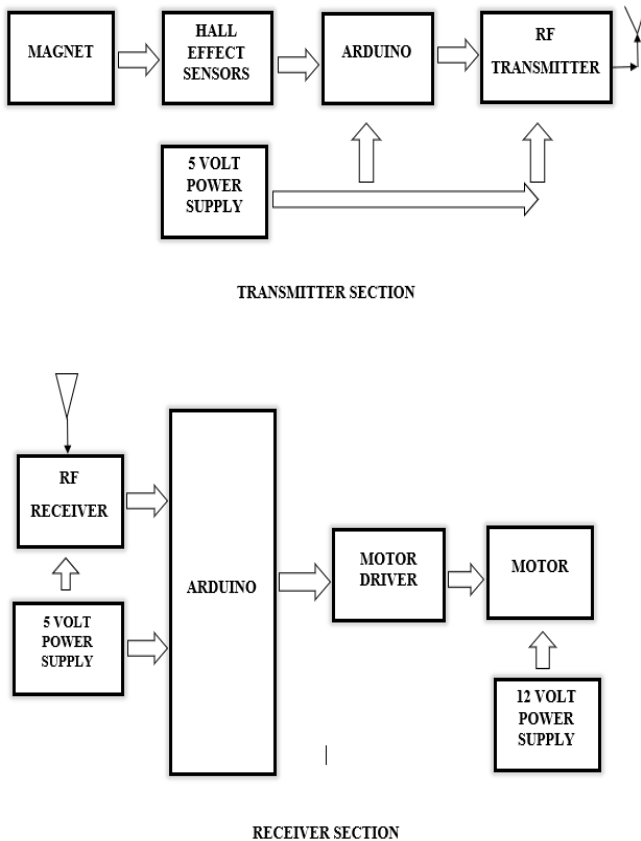 MAGNET
HALL
EFFECT
SENSORS
ARDUINO
RF
TRANSMITTER
5 VOLT
POWER
SUPPLY
TRANSMITTER SECTION
RF
RECEIVER
5 VOLT
POWER
SUPPLY
ARDUINO
MOTOR
DRIVER
MOTOR
12 VOLT
POWER
SUPPLY
RECEIVER SECTION